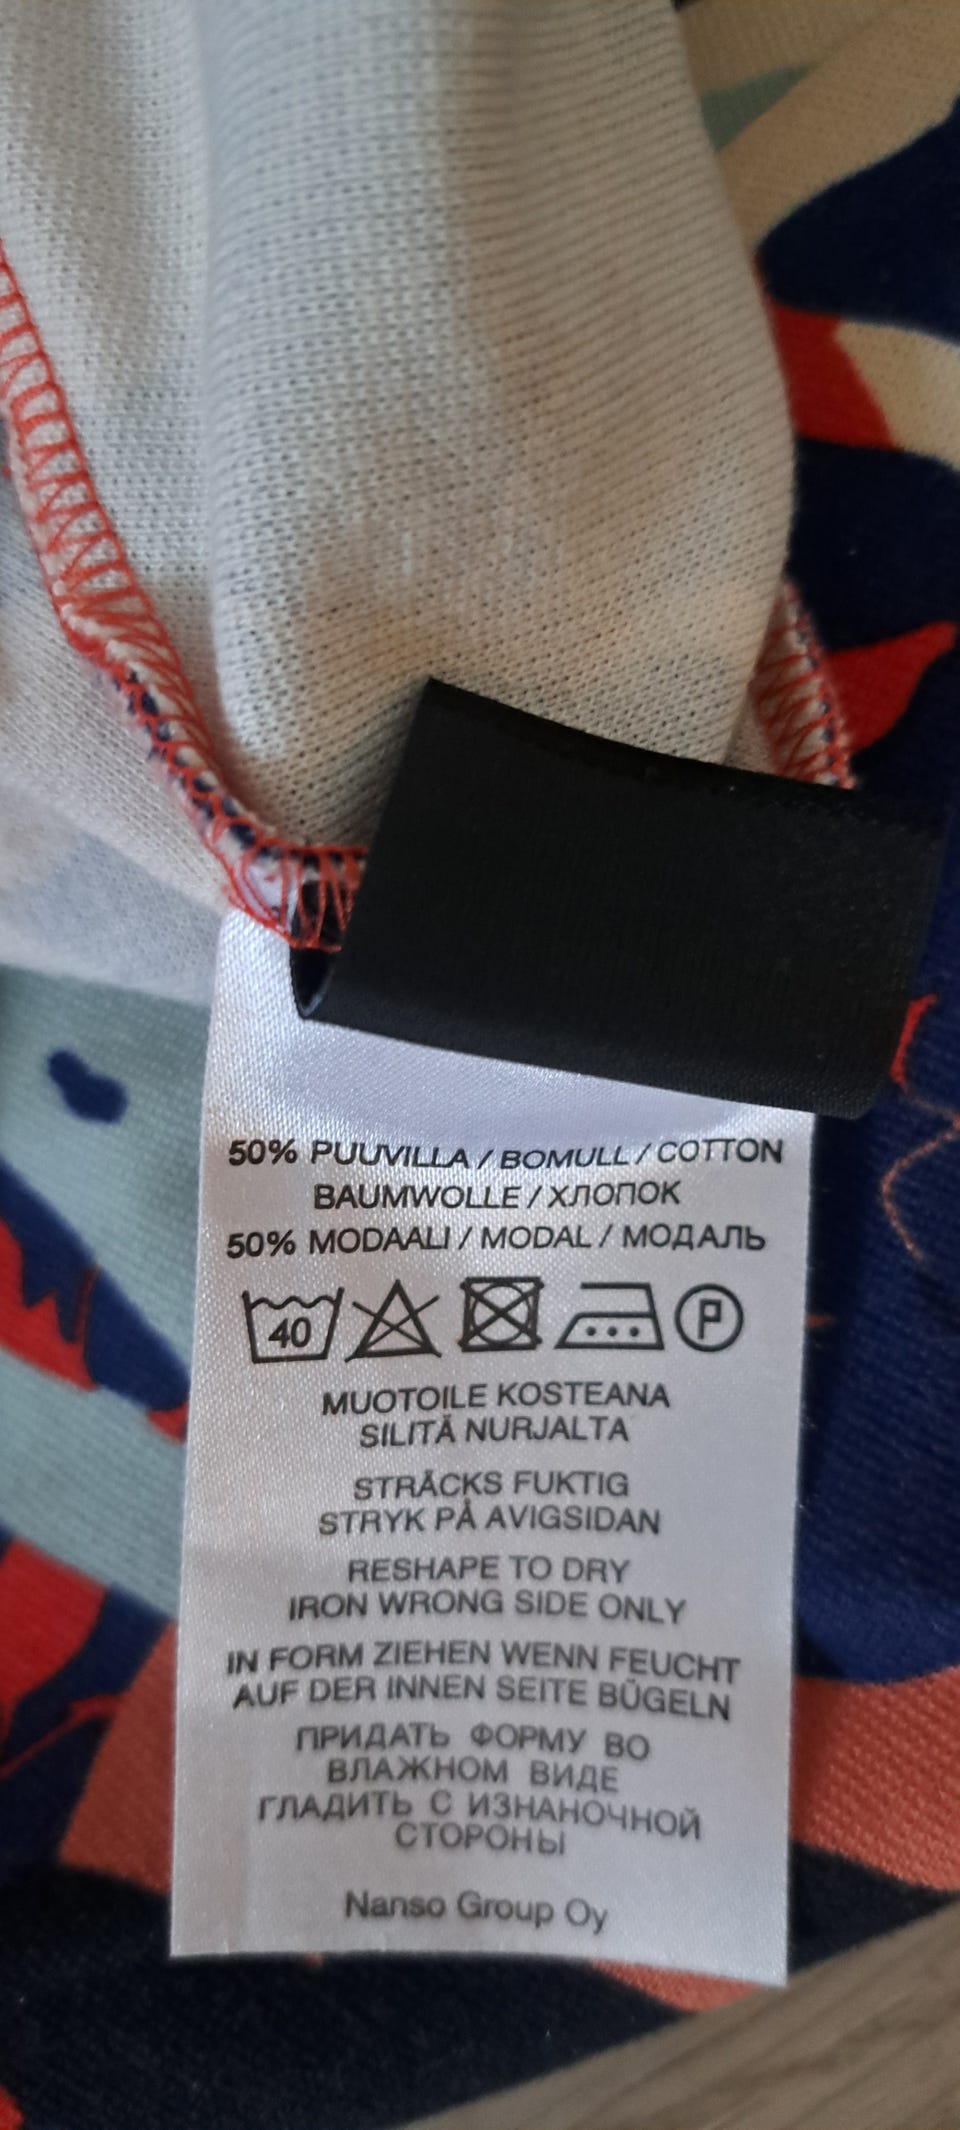 50% PUUVILLA / BOMULL / COTTON
BAUMWOLLE / ХЛОПОК
50% MODAALI / MODAL / МОДАЛЬ
40 P
MUOTOILE KOSTEANA
SILITÄ NURJALTA
STRÄCKS FUKTIG
STRYK PÅ AVIGSIDAN
RESHAPE TO DRY
IRON WRONG SIDE ONLY
IN FORM ZIEHEN WENN FEUCHT
AUF DER INNEN SEITE BÜGELN
ПРИДАТЬ ФОРМУ ВО
ВЛАЖНОМ ВИДЕ
ГЛАДИТЬ С ИЗНАНОЧНОЙ
СТОРОНЫ
Nanso Group Oy